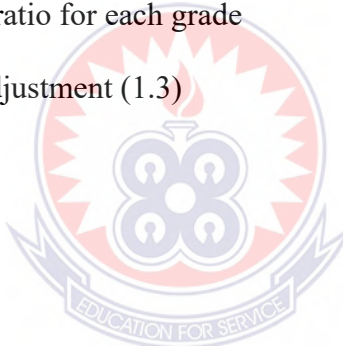 ratio for each grade
djustment (1.3)
EDUCATION FOR SERVICE